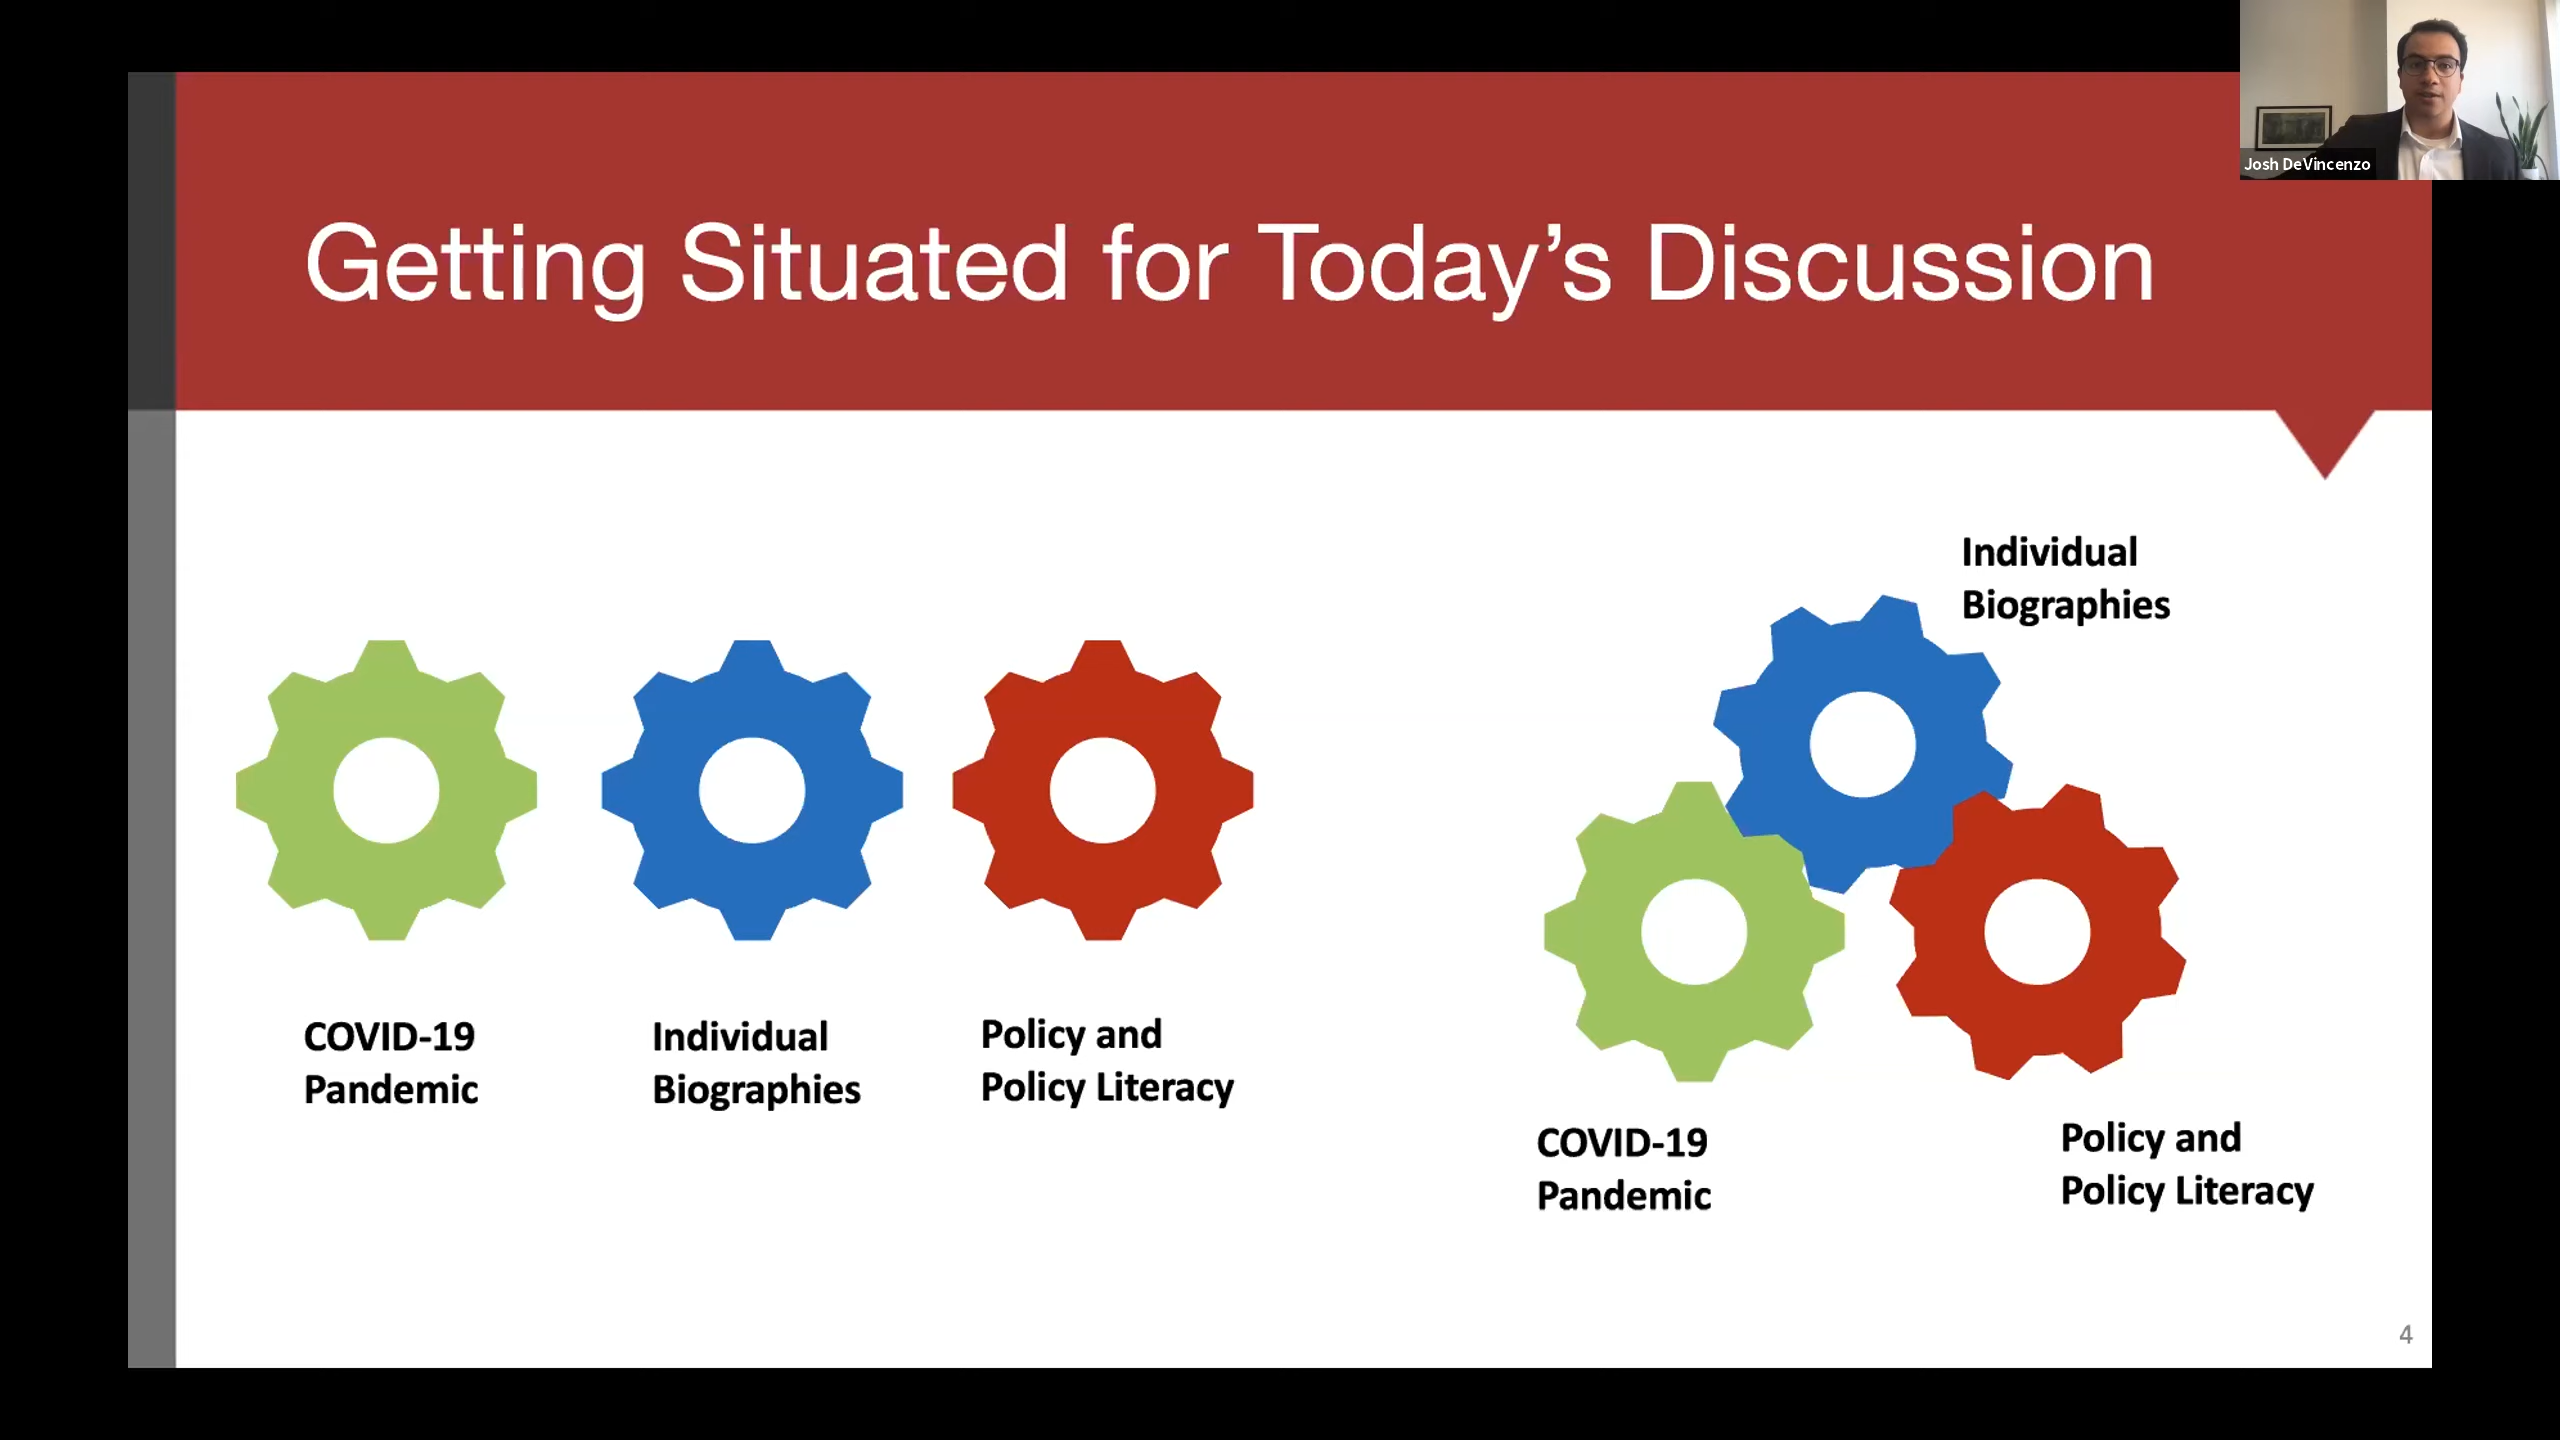 Josh DeVincenzo
Getting Situated for Today’s Discussion
COVID-19
Pandemic
Individual
Biographies
Policy and
Policy Literacy
Individual
Biographies
COVID-19
Pandemic
Policy and
Policy Literacy
4